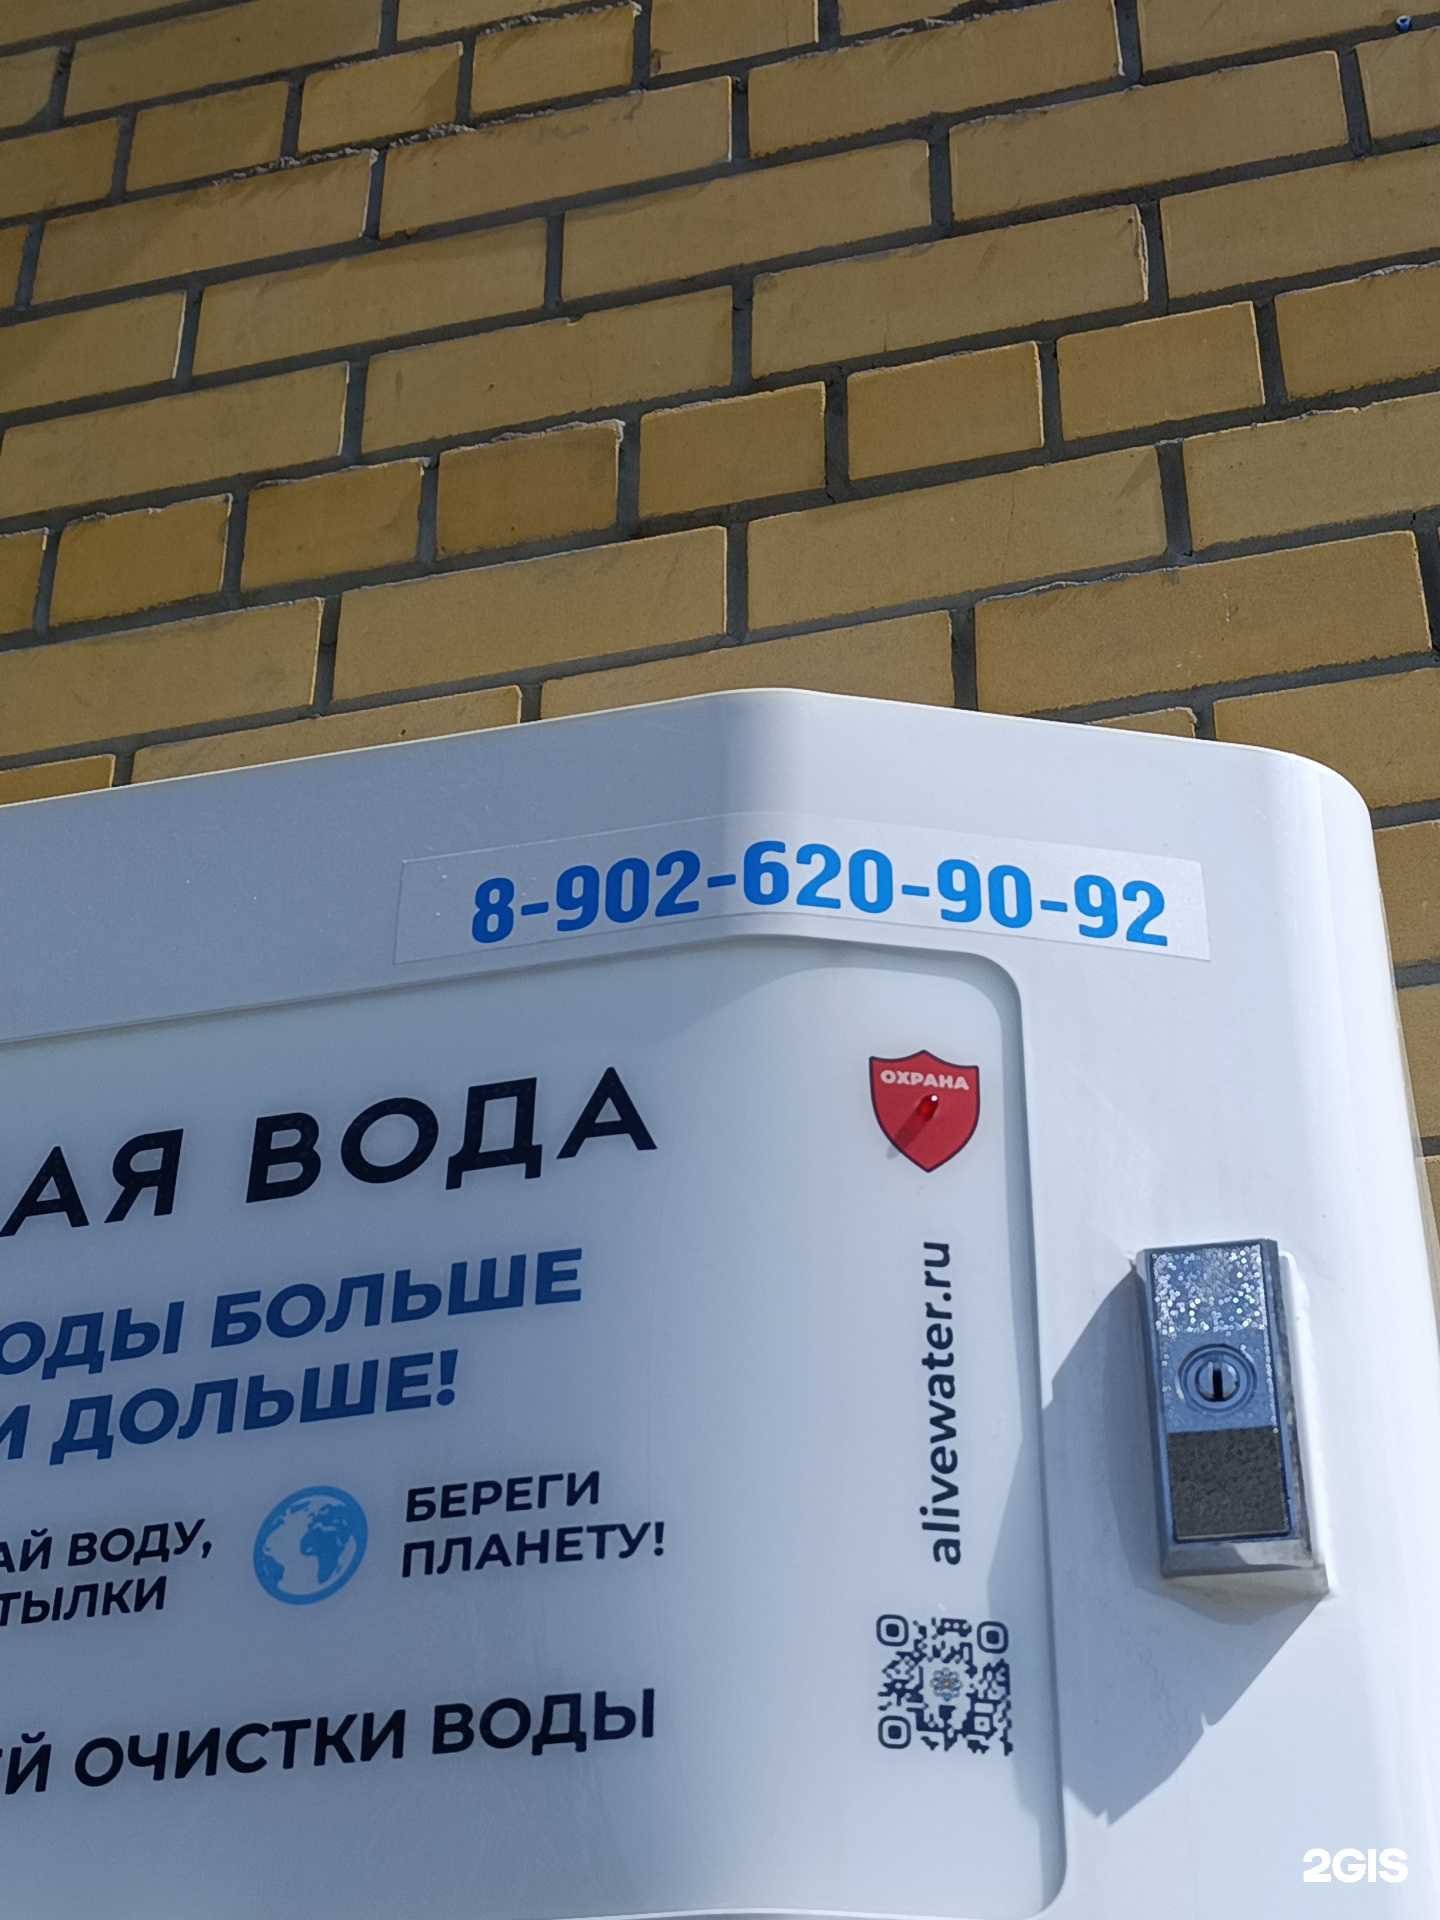 8-902-620-90-92
ОХРАНА
АЯ ВОДА
ОДЫ БОЛЬШЕ
И ДОЛЬШЕ!
АЙ ВОДУ,
ТЫЛКИ
БЕРЕГИ
ПЛАНЕТУ!
ЕЙ ОЧИСТКИ ВОДЫ
alivewater.ru
2GIS